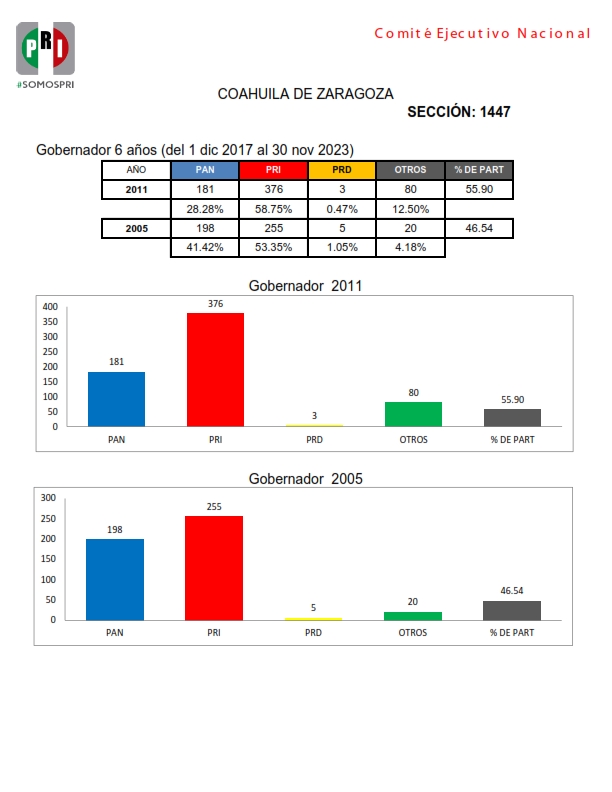 Comité Ejecutivo Nacional
PRI
#SOMOSPRI
COAHUILA DE ZARAGOZA
SECCIÓN: 1447
Gobernador 6 años (del 1 dic 2017 al 30 nov 2023)
AÑO PAN PRI PRD OTROS % DE PART
2011 181 376 3 80 55.90
28.28% 58.75% 0.47% 12.50%
2005 198 255 5 20 46.54
41.42% 53.35% 1.05% 4.18%
Gobernador 2011
400
350
300
250
200
150
100
50
0
181
376
3
80
55.90
PAN PRI PRD OTROS % DE PART
Gobernador 2005
300
250
200
150
100
50
0
198
255
5
20
46.54
PAN PRI PRD OTROS % DE PART